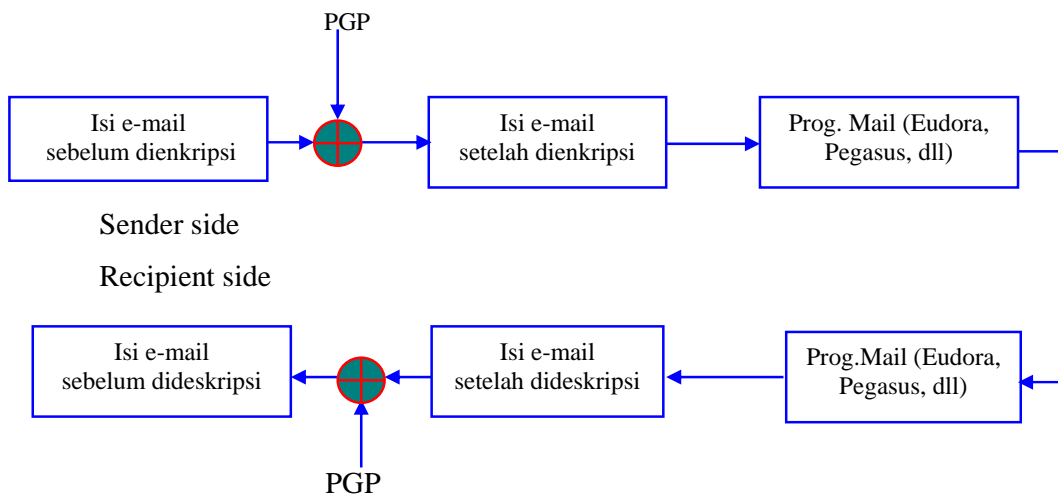 PGP
Isi e-mail
sebelum dienkripsi
Isi e-mail
setelah dienkripsi
Prog. Mail (Eudora,
Pegasus, dll)
Sender side
Recipient side
Isi e-mail
sebelum dideskripsi
Isi e-mail
setelah dideskripsi
Prog.Mail (Eudora,
Pegasus, dll)
PGP